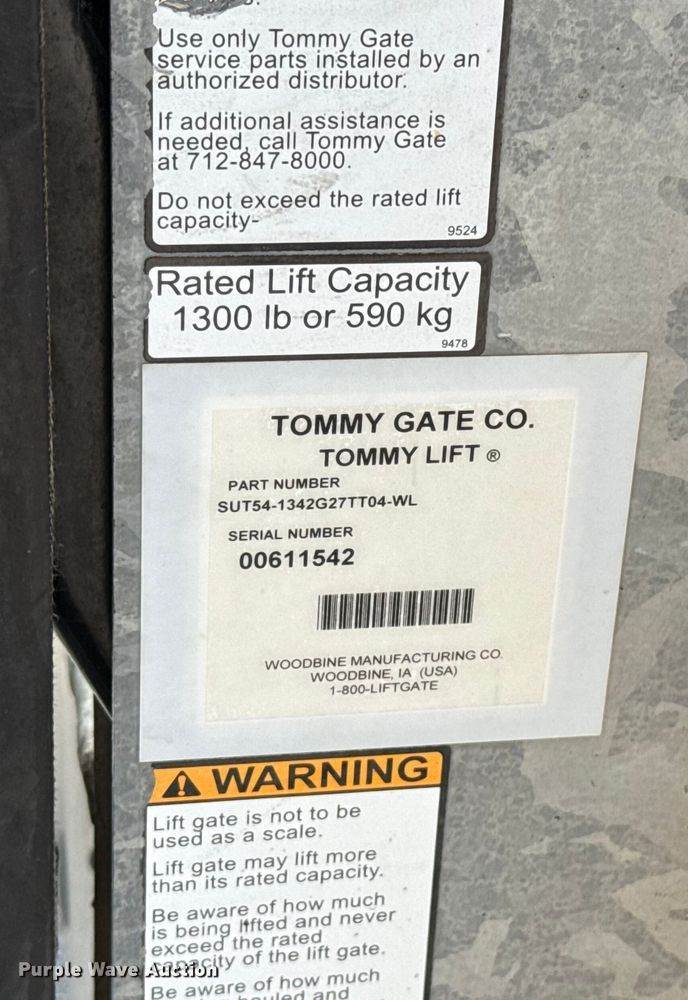 Use only Tommy Gate
service parts installed by an
authorized distributor.
If additional assistance is
needed, call Tommy Gate
at 712-847-8000.
Do not exceed the rated lift
capacity-
9524
Rated Lift Capacity
1300 lb or 590 kg
9478
TOMMY GATE CO.
TOMMY LIFT ®
PART NUMBER
SUT54-1342G27TT04-WL
SERIAL NUMBER
00611542
WOODBINE MANUFACTURING CO.
WOODBINE, IA (USA)
1-800-LIFTGATE
WARNING
Lift gate is not to be
used as a scale.
Lift gate may lift more
than its rated capacity.
Be aware of how much
is being lifted and never
exceed the rated
capacity of the lift gate.
Purple Wave Auction
Be aware of how much
hauled and